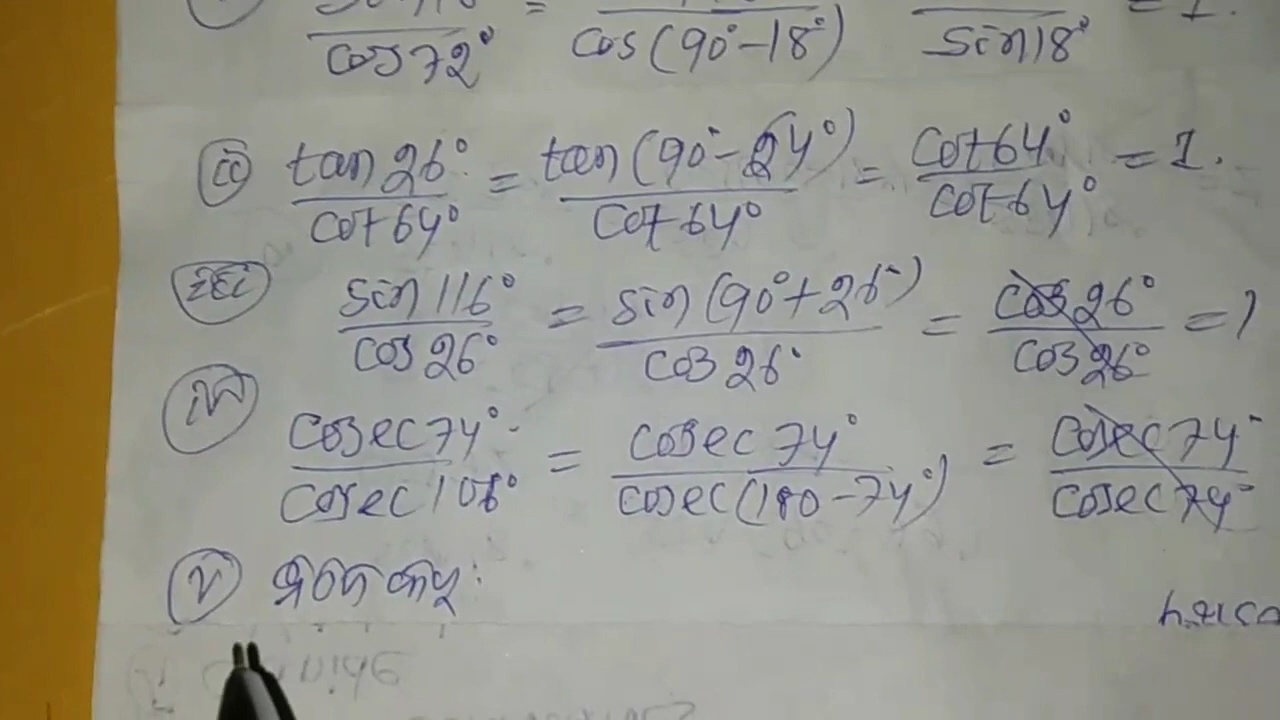 sin18° / cos72° = / cos(90°-18°) / sin18° = 1.
(ii) tan26° / cot64° = tan(90°-24°) / cot64° = cot64° / cot64° = 1.
(iii) sin116° / cos26° = sin(90°+26°) / cos26° = cos26° / cos26° = 1
(iv) cosec74° / cosec106° = cosec74° / cosec(180-74°) = cosec74° / cosec74°
(v)